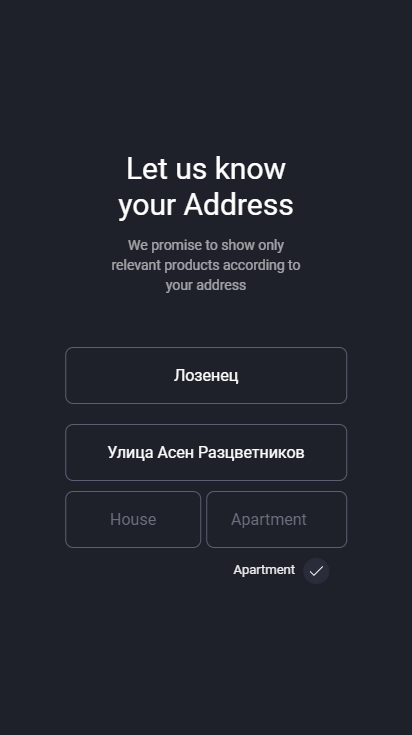 Let us know
your Address
We promise to show only
relevant products according to
your address
Лозенец
Улица Асен Разцветников
House Apartment
Apartment